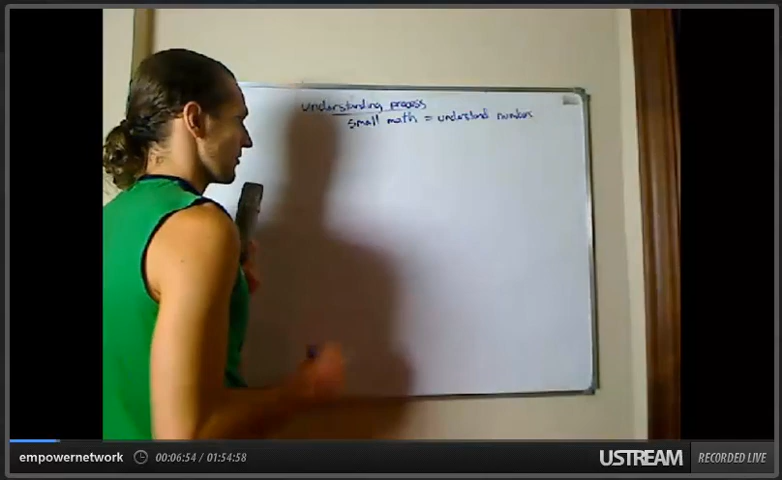 understanding process
small math = understand numbers
empowernetwork 00:06:54 / 01:54:58 USTREAM RECORDED LIVE